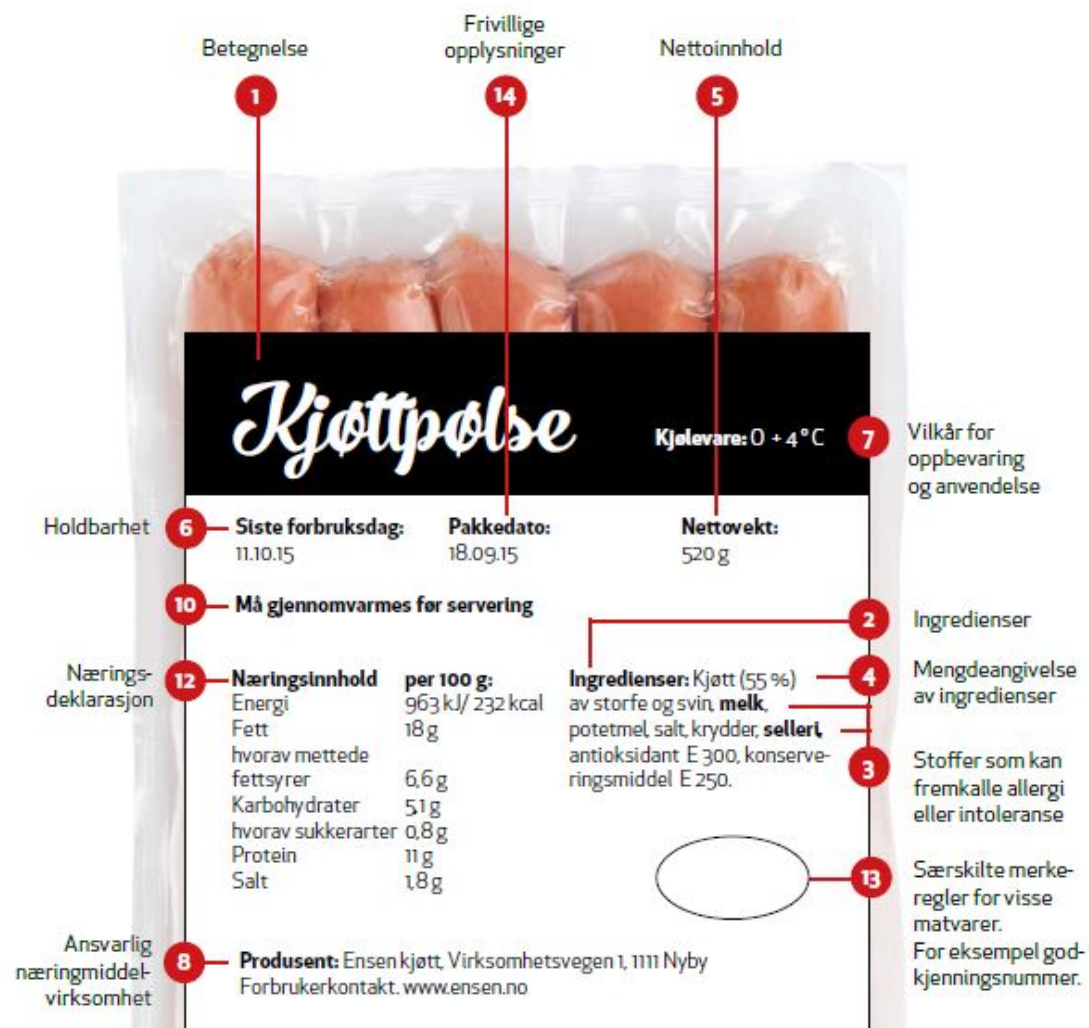 Betegnelse
Frivillige
opplysninger
Nettoinnhold
1
14
5
Kjøttpølse
Kjølevare: 0 +4°C
7
Vilkår for
oppbevaring
og anvendelse
Holdbarhet
6
Siste forbruksdag:
11.10.15
Pakkedato:
18.09.15
Nettovekt:
520 g
10
Må gjennomvarmes før servering
2
Ingredienser
Nærings-
deklarasjon
12
Næringsinnhold per 100 g:
Energi 963 kJ/ 232 kcal
Fett 18 g
hvorav mettede
fettsyrer 6,6 g
Karbohydrater 5,1 g
hvorav sukkerarter 0,8 g
Protein 11 g
Salt 1,8 g
Ingredienser: Kjøtt (55 %)
av storfe og svin, melk,
potetmel, salt, krydder, selleri,
antioksidant E 300, konserve-
ringsmiddel E 250.
4
Mengdeangivelse
av ingredienser
3
Stoffer som kan
fremkalle allergi
eller intoleranse
13
Særskilte merke-
regler for visse
matvarer.
For eksempel god-
kjenningsnummer.
Ansvarlig
næringmiddel-
virksomhet
8
Produsent: Ensen kjøtt, Virksomhetsvegen 1, 1111 Nyby
Forbrukerkontakt. www.ensen.no